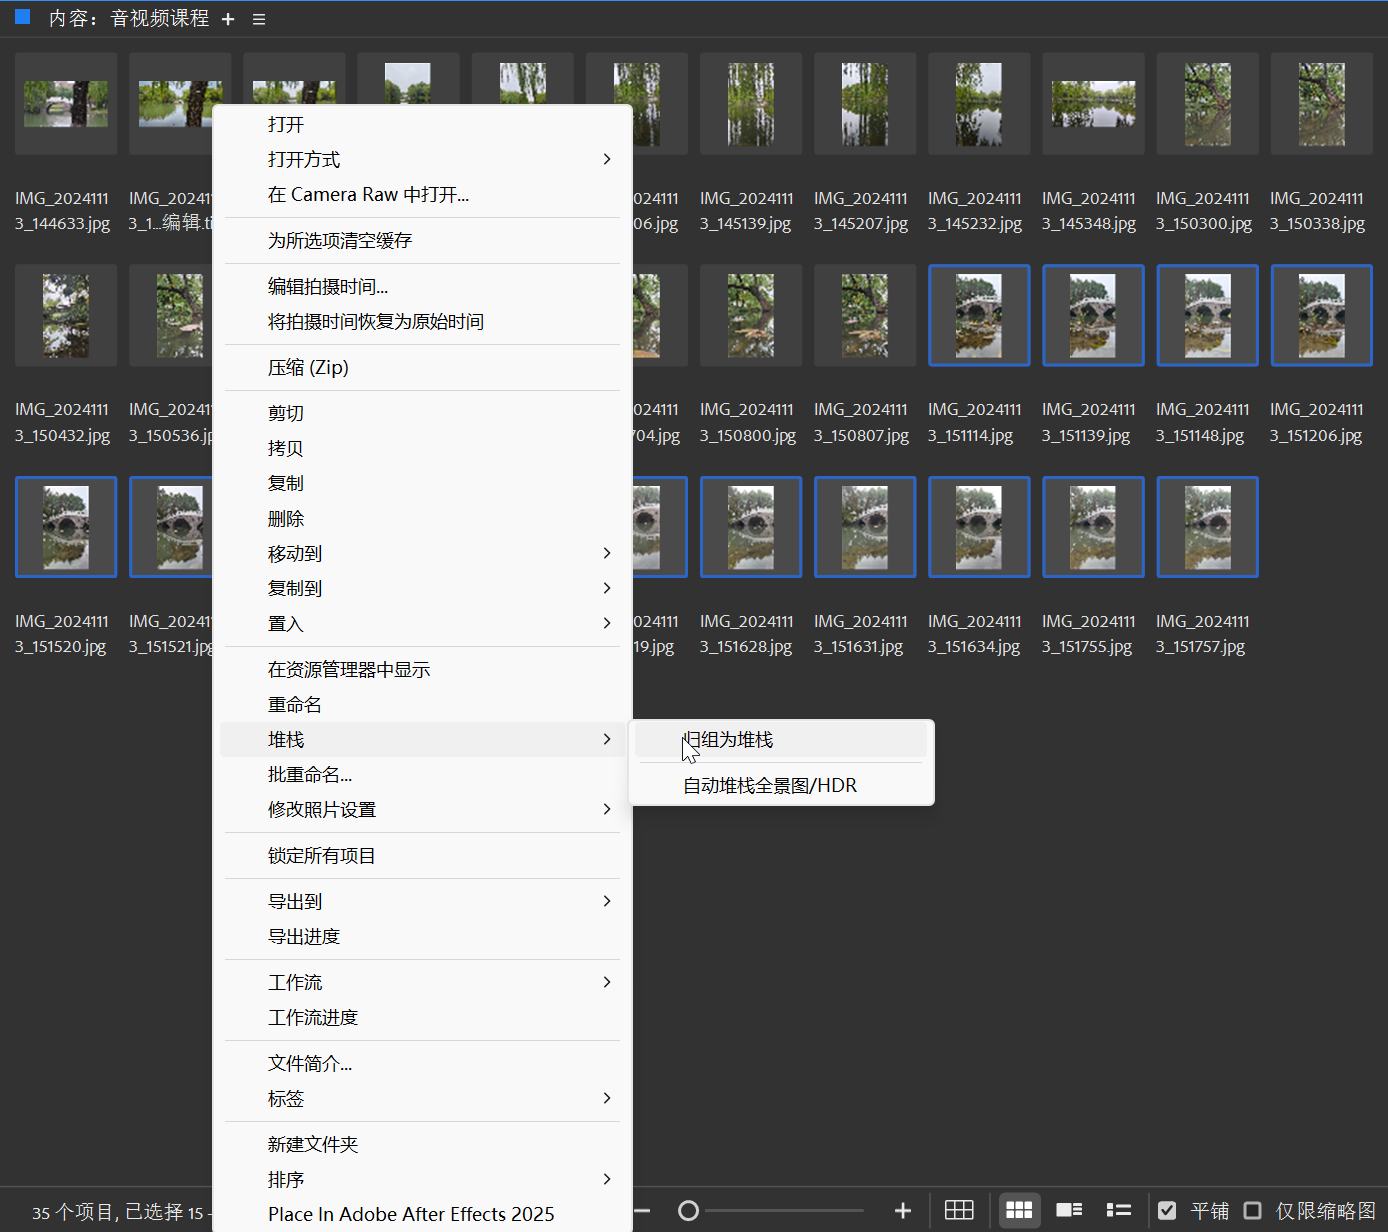 内容：音视频课程
IMG_2024111
3_144633.jpg
IMG_20241
3_1...编辑.ti
02411
06.jpg
IMG_2024111
3_145139.jpg
IMG_2024111
3_145207.jpg
IMG_2024111
3_145232.jpg
IMG_2024111
3_145348.jpg
IMG_2024111
3_150300.jpg
IMG_2024111
3_150338.jpg
IMG_2024111
3_150432.jpg
IMG_20241
3_150536.jp
024111
704.jpg
IMG_2024111
3_150800.jpg
IMG_2024111
3_150807.jpg
IMG_2024111
3_151114.jpg
IMG_2024111
3_151139.jpg
IMG_2024111
3_151148.jpg
IMG_2024111
3_151206.jpg
IMG_2024111
3_151520.jpg
IMG_20241
3_151521.jpg
024111
19.jpg
IMG_2024111
3_151628.jpg
IMG_2024111
3_151631.jpg
IMG_2024111
3_151634.jpg
IMG_2024111
3_151755.jpg
IMG_2024111
3_151757.jpg
打开
打开方式
在 Camera Raw 中打开...
为所选项清空缓存
编辑拍摄时间...
将拍摄时间恢复为原始时间
压缩 (Zip)
剪切
拷贝
复制
删除
移动到
复制到
置入
在资源管理器中显示
重命名
堆栈
归组为堆栈
自动堆栈全景图/HDR
批重命名...
修改照片设置
锁定所有项目
导出到
导出进度
工作流
工作流进度
文件简介...
标签
新建文件夹
排序
Place In Adobe After Effects 2025
35 个项目, 已选择 15 -
平铺
仅限缩略图